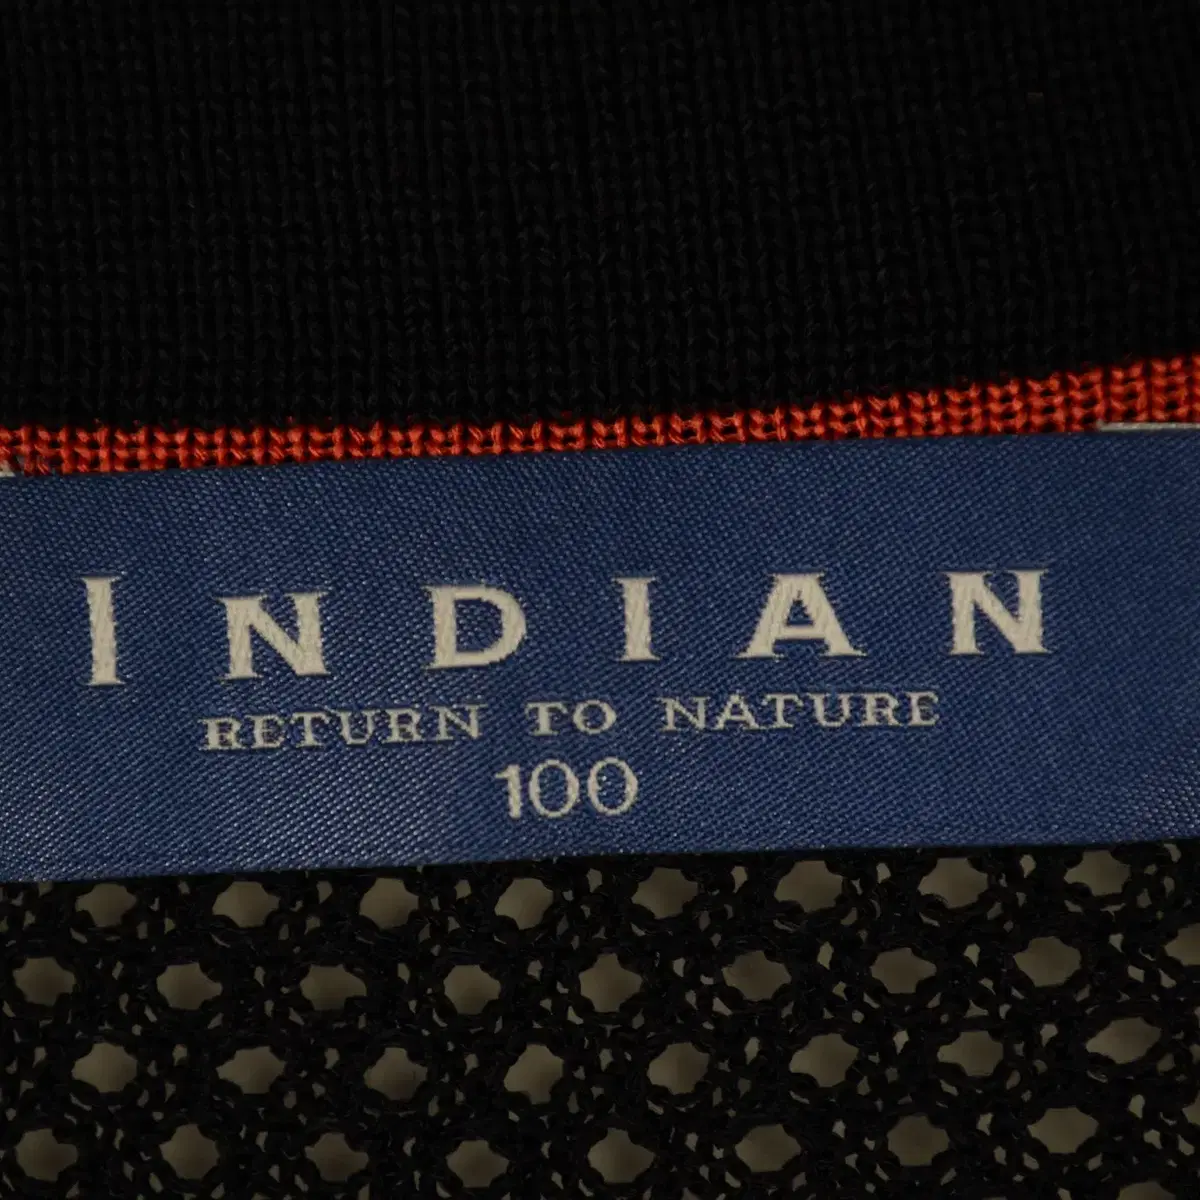 INDIAN
RETURN TO NATURE
100